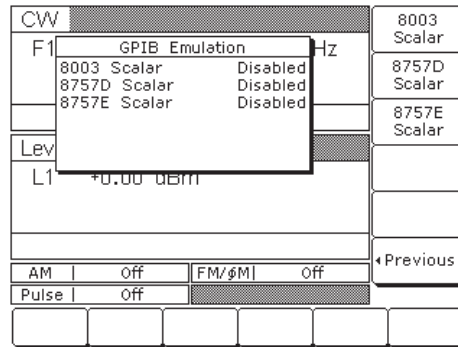 CW
F1 Hz
GPIB Emulation
8003 Scalar Disabled
8757D Scalar Disabled
8757E Scalar Disabled
Lev
L1 +0.00 dBm
AM Off FM/ϕM Off
Pulse Off
8003
Scalar
8757D
Scalar
8757E
Scalar
Previous